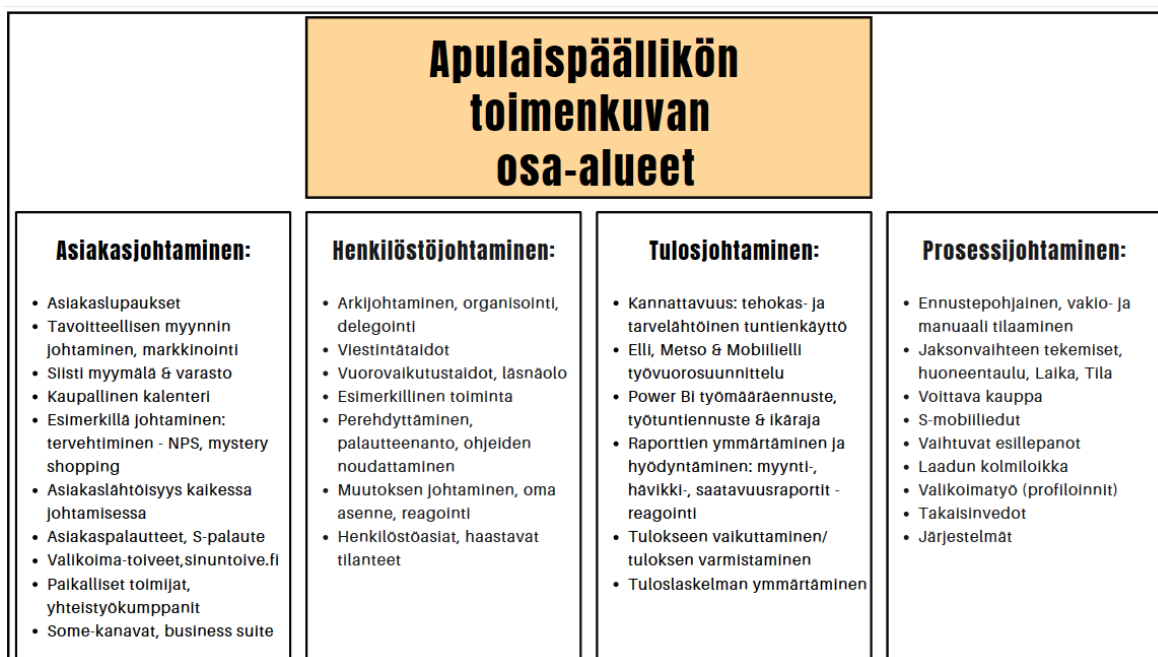 Apulaispäällikön
toimenkuvan
osa-alueet
Asiakasjohtaminen:
• Asiakaslupaukset
• Tavoitteellisen myynnin
johtaminen, markkinointi
• Siisti myymälä & varasto
• Kaupallinen kalenteri
• Esimerkillä johtaminen:
tervehtiminen - NPS, mystery
shopping
• Asiakaslähtöisyys kaikessa
johtamisessa
• Asiakaspalautteet, S-palaute
• Valikoima-toiveet,sinuntoive.fi
• Paikalliset toimijat,
yhteistyökumppanit
• Some-kanavat, business suite
Henkilöstöjohtaminen:
• Arkijohtaminen, organisointi,
delegointi
• Viestintätaidot
• Vuorovaikutustaidot, läsnäolo
• Esimerkillinen toiminta
• Perehdyttäminen,
palautteenanto, ohjeiden
noudattaminen
• Muutoksen johtaminen, oma
asenne, reagointi
• Henkilöstöasiat, haastavat
tilanteet
Tulosjohtaminen:
• Kannattavuus: tehokas- ja
tarvelähtöinen tuntienkäyttö
• Elli, Metso & Mobiilielli
työvuorosuunnittelu
• Power Bi työmääräennuste,
työtuntiennuste & ikäraja
• Raporttien ymmärtäminen ja
hyödyntäminen: myynti-,
hävikki-, saatavuusraportit -
reagointi
• Tulokseen vaikuttaminen/
tuloksen varmistaminen
• Tuloslaskelman ymmärtäminen
Prosessijohtaminen:
• Ennustepohjainen, vakio- ja
manuaali tilaaminen
• Jaksonvaihteen tekemiset,
huoneentaulu, Laika, Tila
• Voittava kauppa
• S-mobiiliedut
• Vaihtuvat esillepanot
• Laadun kolmiloikka
• Valikoimatyö (profiloinnit)
• Takaisinvedot
• Järjestelmät